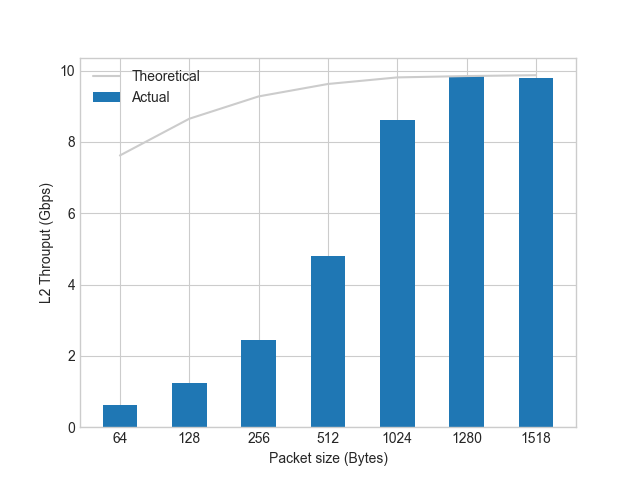 Theoretical
Actual
L2 Throuput (Gbps)
10
8
6
4
2
0
64 128 256 512 1024 1280 1518
Packet size (Bytes)